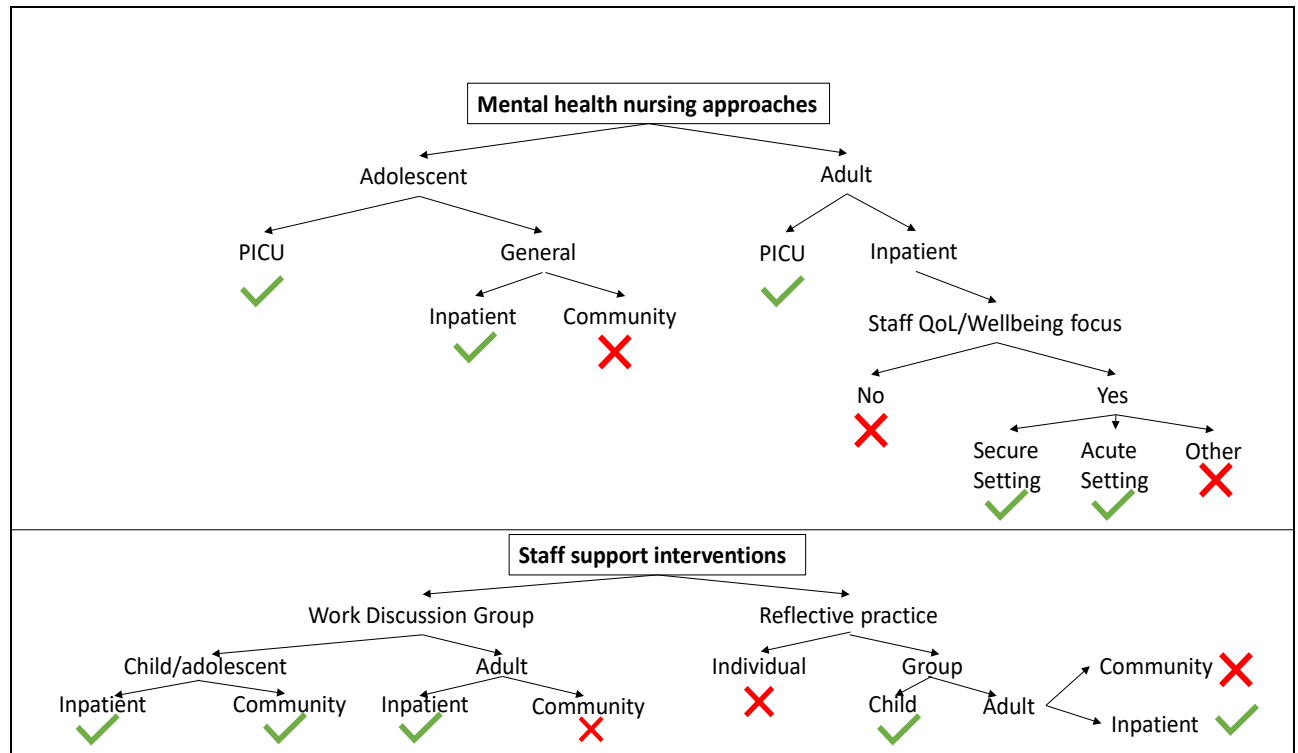 Mental health nursing approaches
Adolescent
Adult
PICU
General
PICU
Inpatient
Inpatient
Community
Staff QoL/Wellbeing focus
No
Yes
Secure
Setting
Acute
Setting
Other
Staff support interventions
Work Discussion Group
Reflective practice
Child/adolescent
Adult
Individual
Group
Community
Inpatient
Community
Inpatient
Community
Child
Adult
Inpatient